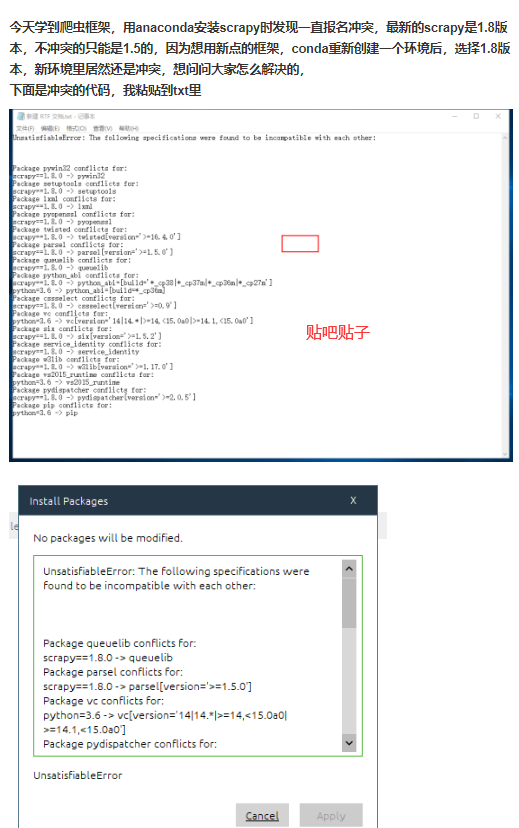 今天学到爬虫框架，用anaconda安装scrapy时发现一直报名冲突，最新的scrapy是1.8版
本，不冲突的只能是1.5的，因为想用新点的框架，conda重新创建一个环境后，选择1.8版
本，新环境里居然还是冲突，想问问大家怎么解决的，
下面是冲突的代码，我粘贴到txt里
新建 RTF 文档.txt - 记事本
文件(F) 编辑(E) 格式(O) 查看(V) 帮助(H)
UnsatisfiableError: The following specifications were found to be incompatible with each other:
Package pywin32 conflicts for:
scrapy==1.8.0 -> pywin32
Package setuptools conflicts for:
scrapy==1.8.0 -> setuptools
Package lxml conflicts for:
scrapy==1.8.0 -> lxml
Package pyopenssl conflicts for:
scrapy==1.8.0 -> pyopenssl
Package twisted conflicts for:
scrapy==1.8.0 -> twisted[version='>=16.4.0']
Package parsel conflicts for:
scrapy==1.8.0 -> parsel[version='>=1.5.0']
Package queuelib conflicts for:
scrapy==1.8.0 -> queuelib
Package python_abi conflicts for:
scrapy==1.8.0 -> python_abi=[build='*_cp38|*_cp37m|*_cp36m|*_cp27m']
python=3.6 -> python_abi=[build=*_cp36m]
Package cssselect conflicts for:
scrapy==1.8.0 -> cssselect[version='>=0.9']
Package vc conflicts for:
python=3.6 -> vc[version='14|14.*|>=14,<15.0a0|>=14.1,<15.0a0']
Package six conflicts for:
scrapy==1.8.0 -> six[version='>=1.5.2']
Package service_identity conflicts for:
scrapy==1.8.0 -> service_identity
Package w3lib conflicts for:
scrapy==1.8.0 -> w3lib[version='>=1.17.0']
Package vs2015_runtime conflicts for:
python=3.6 -> vs2015_runtime
Package pydispatcher conflicts for:
scrapy==1.8.0 -> pydispatcher[version='>=2.0.5']
Package pip conflicts for:
python=3.6 -> pip
贴吧贴子
Install Packages X
No packages will be modified.
UnsatisfiableError: The following specifications were
found to be incompatible with each other:
Package queuelib conflicts for:
scrapy==1.8.0 -> queuelib
Package parsel conflicts for:
scrapy==1.8.0 -> parsel[version='>=1.5.0']
Package vc conflicts for:
python=3.6 -> vc[version='14|14.*|>=14,<15.0a0|
>=14.1,<15.0a0']
Package pydispatcher conflicts for:
UnsatisfiableError
Cancel Apply